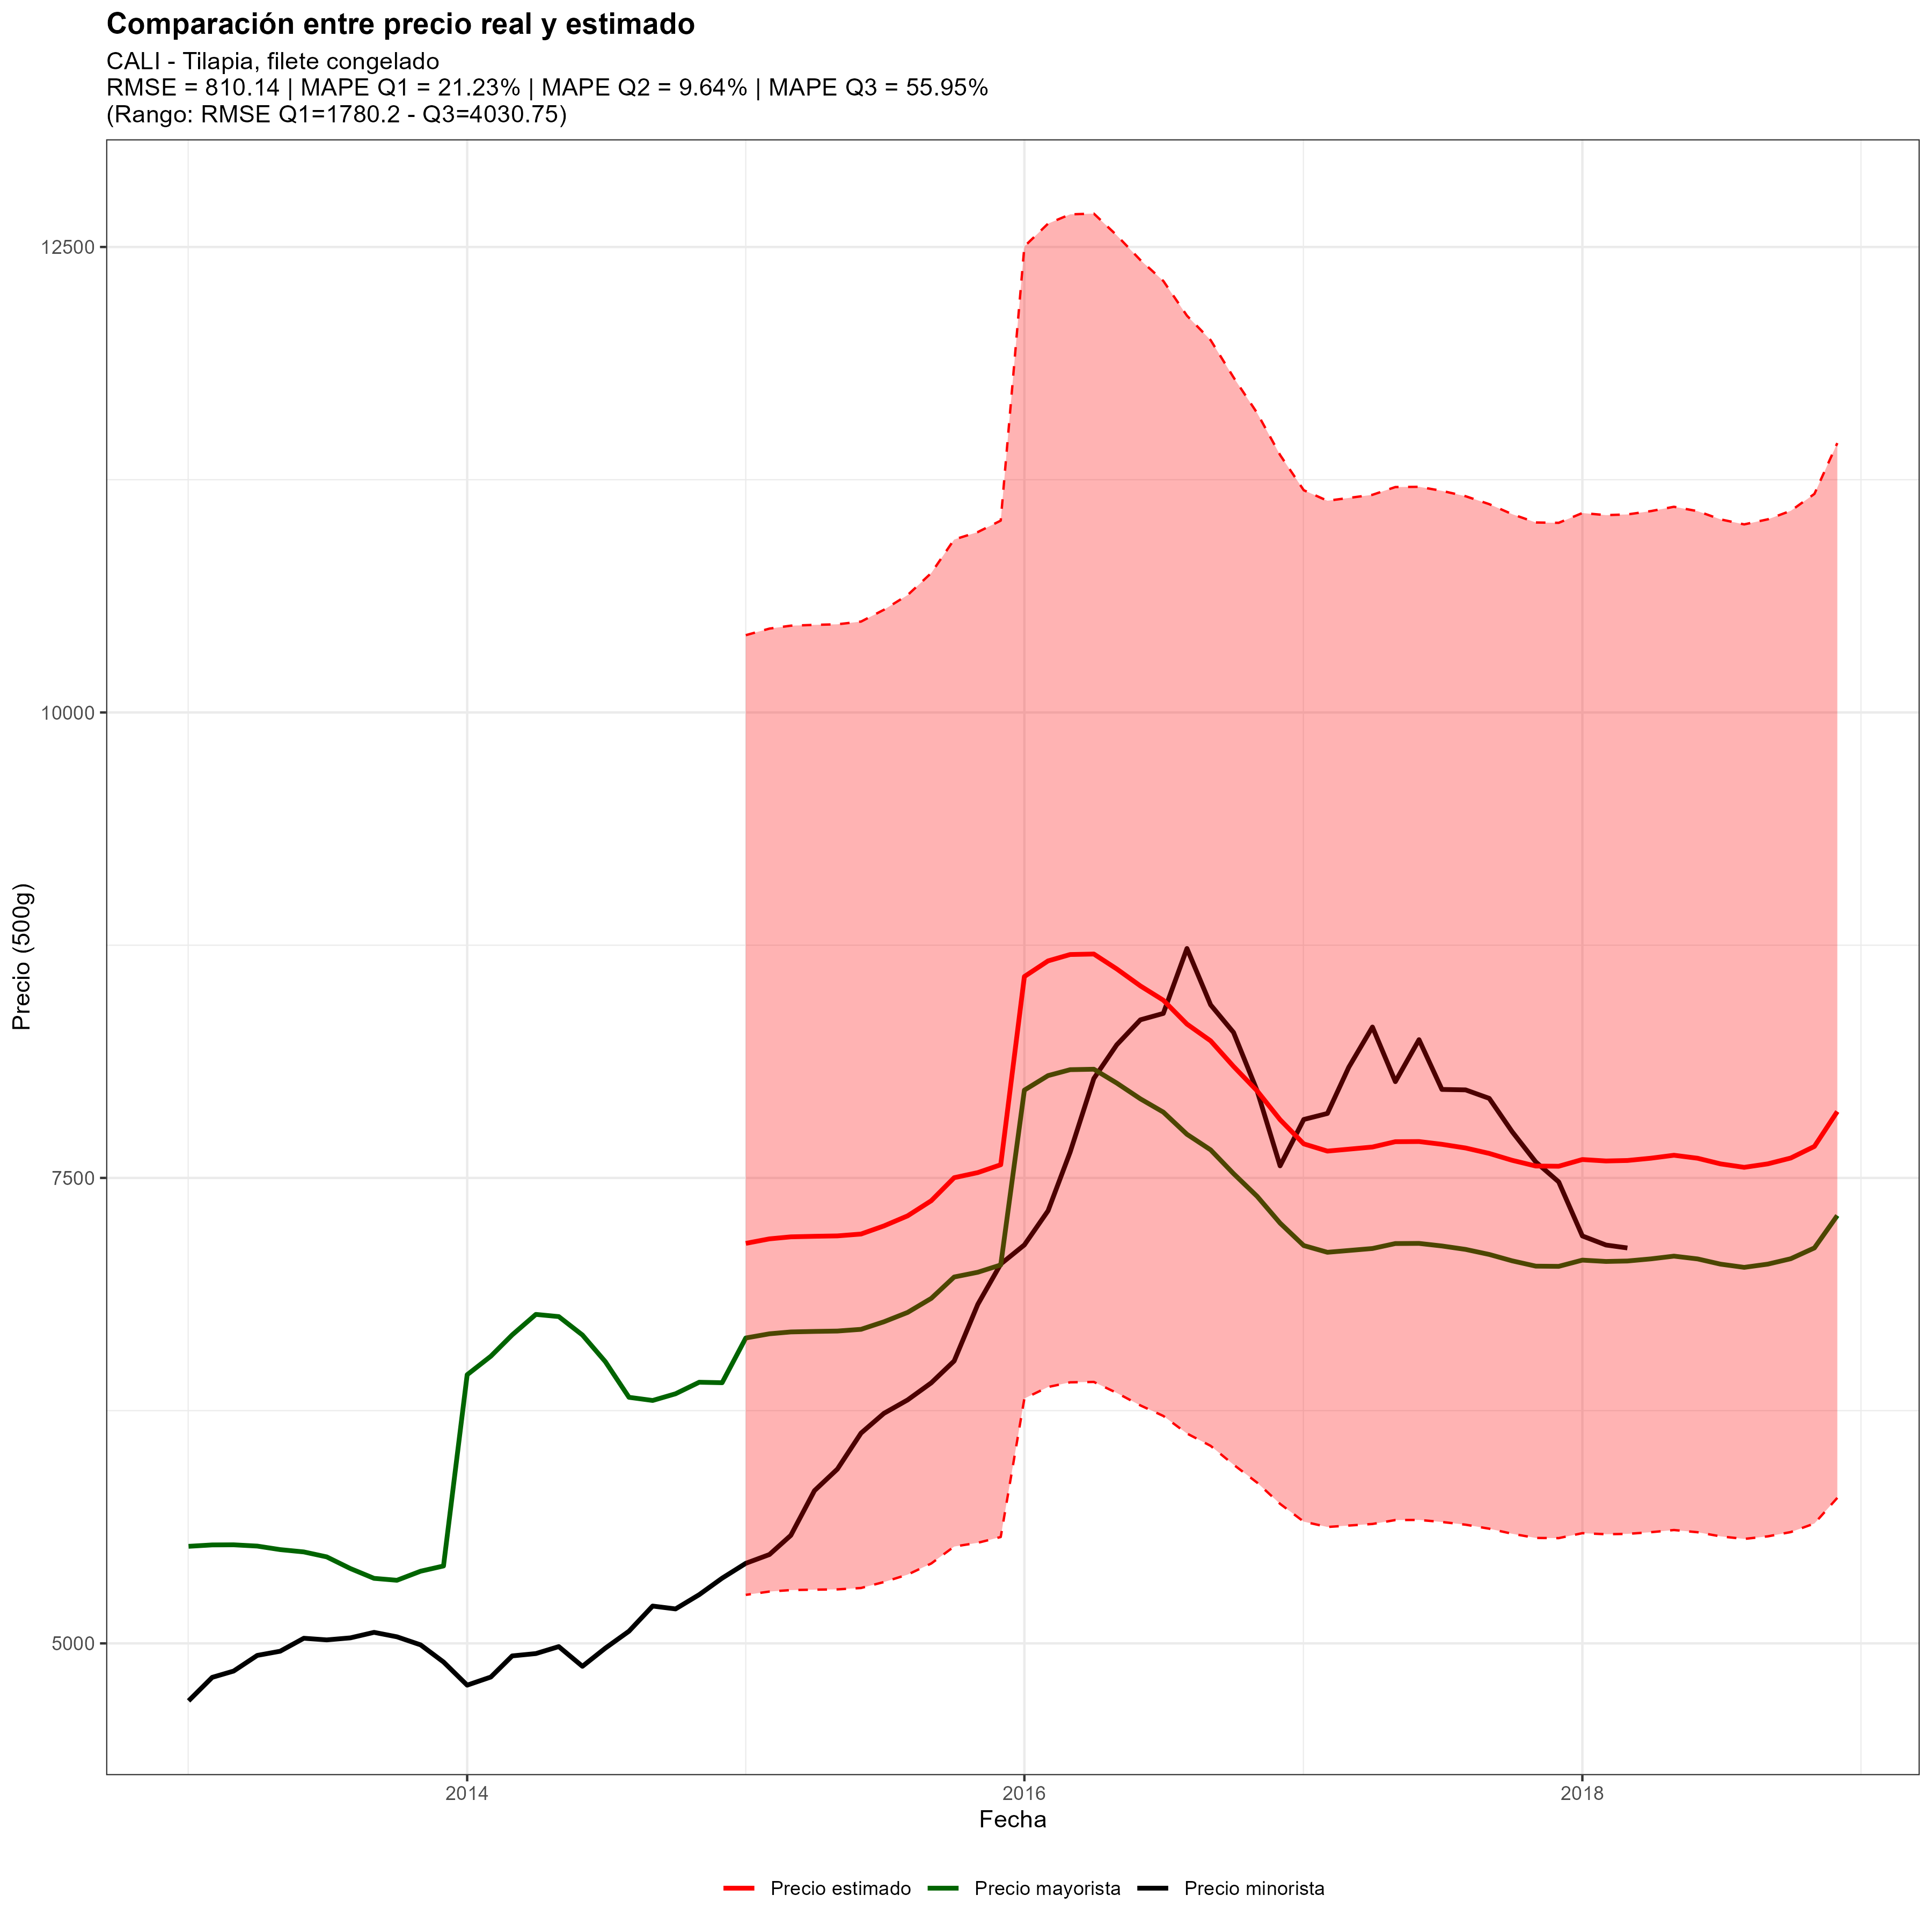 Comparación entre precio real y estimado
CALI - Tilapia, filete congelado
RMSE = 810.14 | MAPE Q1 = 21.23% | MAPE Q2 = 9.64% | MAPE Q3 = 55.95%
(Rango: RMSE Q1=1780.2 - Q3=4030.75)
Precio (500g)
12500
10000
7500
5000
2014 2016 2018
Fecha
Precio estimado Precio mayorista Precio minorista